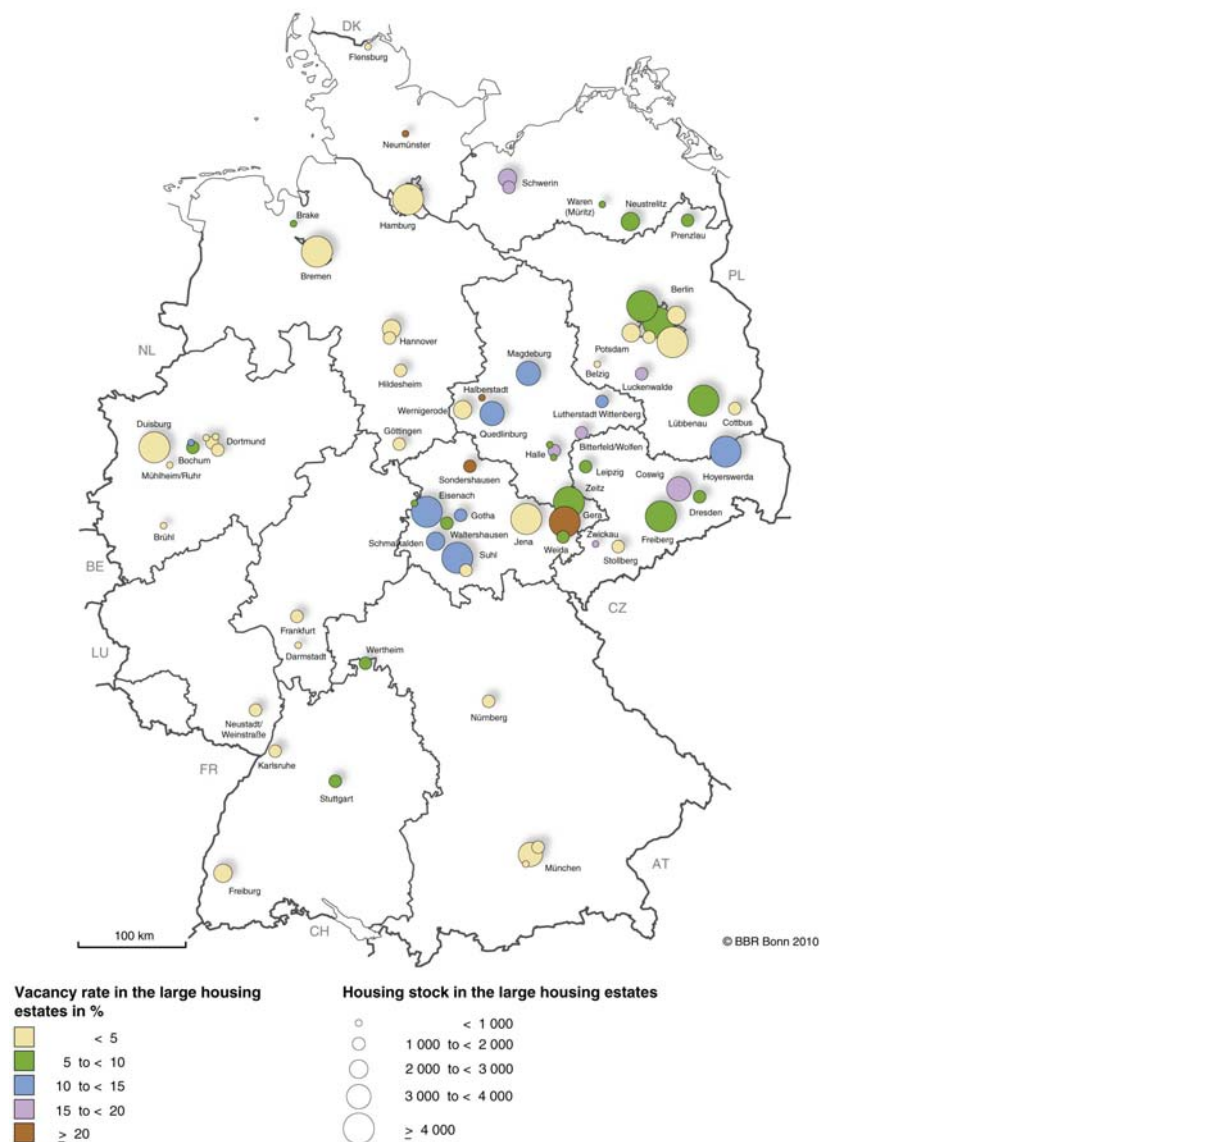 DK
Flensburg
Neumünster
Schwerin
Waren
(Müritz)
Neustrelitz
Prenzlau
Brake
Hamburg
Bremen
PL
Berlin
NL
Hannover
Potsdam
Magdeburg
Belzig
Hildesheim
Luckenwalde
Halberstadt
Wernigerode
Lutherstadt Wittenberg
Lübbenau
Cottbus
Duisburg
Göttingen
Quedlinburg
Dortmund
Bochum
Bitterfeld/Wolfen
Halle
Mühlheim/Ruhr
Leipzig
Coswig
Hoyerswerda
Sondershausen
Zeitz
Eisenach
Gotha
Gera
Dresden
Brühl
Waltershausen
Zwickau
Freiberg
Schmalkalden
Jena
Weida
Suhl
Stollberg
BE
CZ
Frankfurt
LU
Darmstadt
Wertheim
Nürnberg
Neustadt/
Weinstraße
Karlsruhe
FR
Stuttgart
München
AT
Freiburg
CH
100 km
© BBR Bonn 2010
Vacancy rate in the large housing
estates in %
< 5
5 to < 10
10 to < 15
15 to < 20
≥ 20
Housing stock in the large housing estates
< 1 000
1 000 to < 2 000
2 000 to < 3 000
3 000 to < 4 000
≥ 4 000